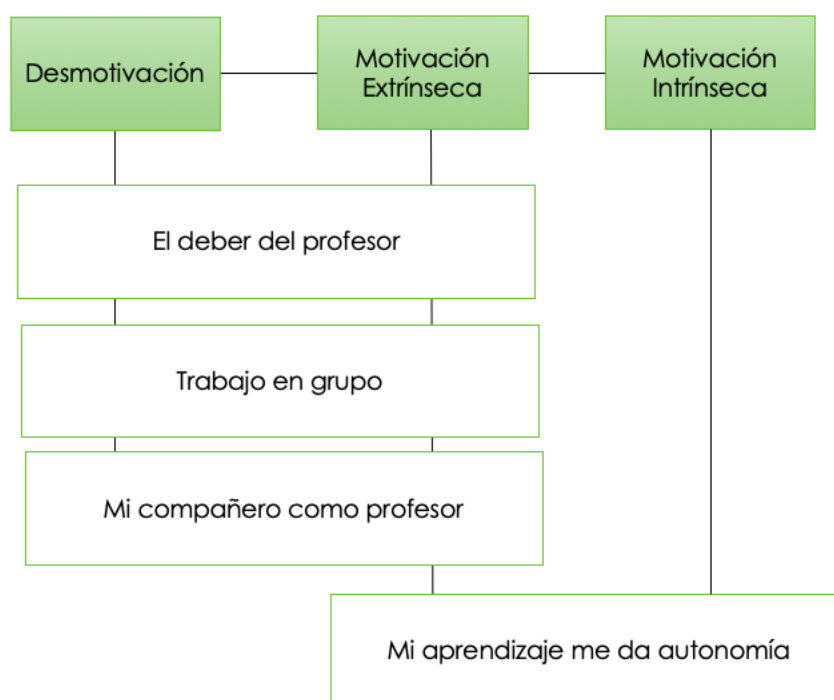 Desmotivación
Motivación
Extrínseca
Motivación
Intrínseca
El deber del profesor
Trabajo en grupo
Mi compañero como profesor
Mi aprendizaje me da autonomía